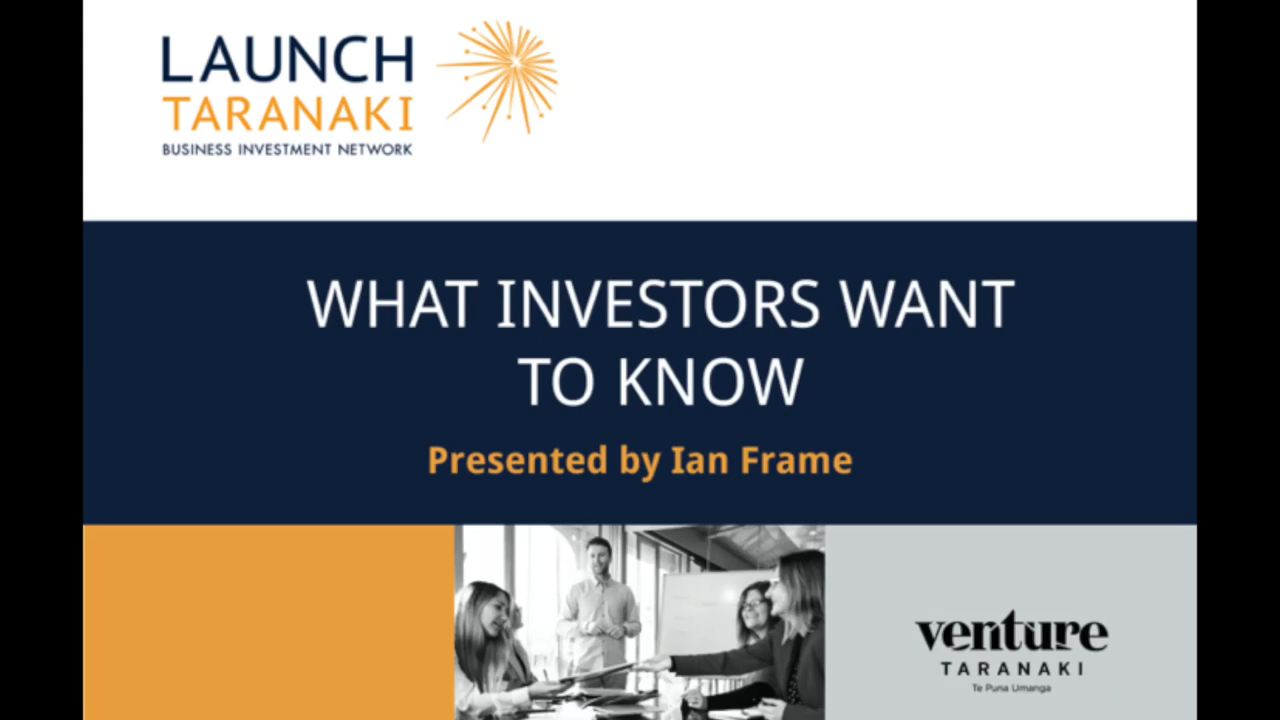 LAUNCH
TARANAKI
BUSINESS INVESTMENT NETWORK
WHAT INVESTORS WANT
TO KNOW
Presented by Ian Frame
venture
TARANAKI
Te Puna Umanga